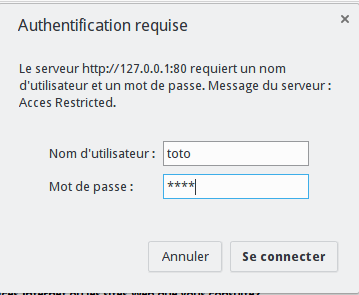 Authentification requise
Le serveur http://127.0.0.1:80 requiert un nom
d'utilisateur et un mot de passe. Message du serveur :
Acces Restricted.
Nom d'utilisateur : toto
Mot de passe : ****
Annuler Se connecter